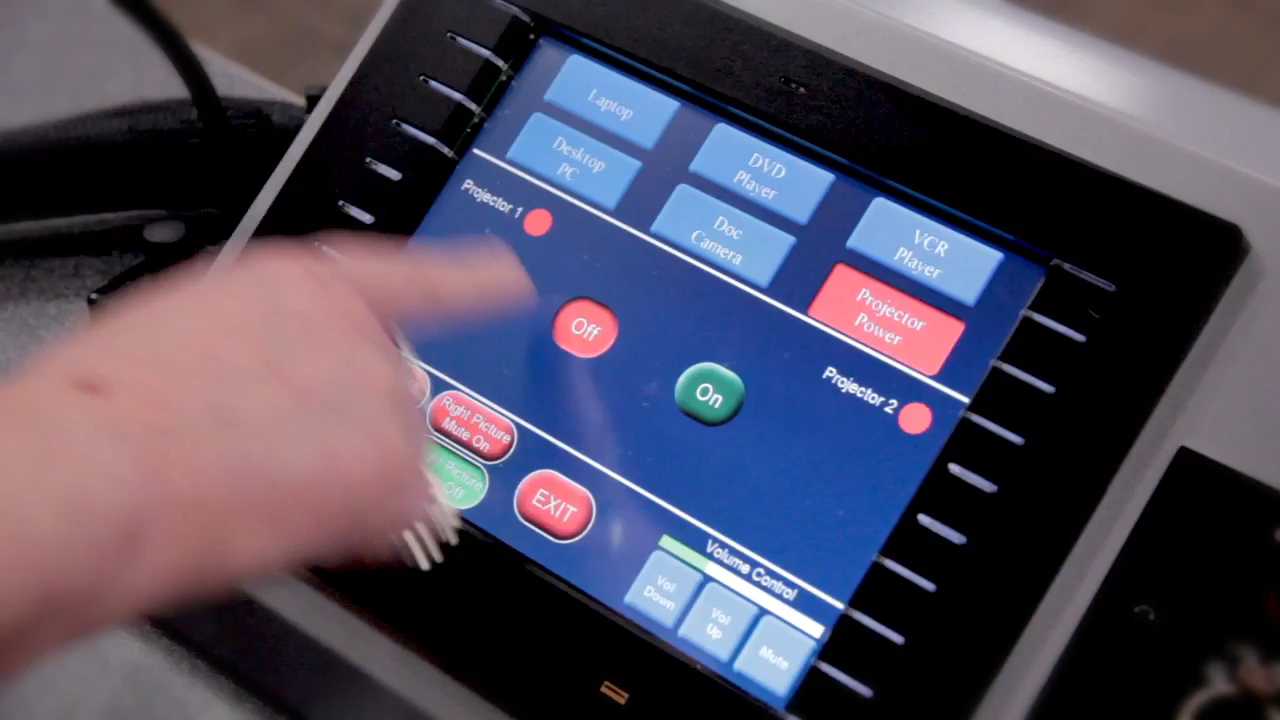 Laptop
DVD
Player
VCR
Player
Desktop
PC
Doc
Camera
Projector
Power
Projector 1
Off
On
Projector 2
Right Picture
Mute On
Picture
Off
EXIT
Volume Control
Vol
Down
Vol
Up
Mute